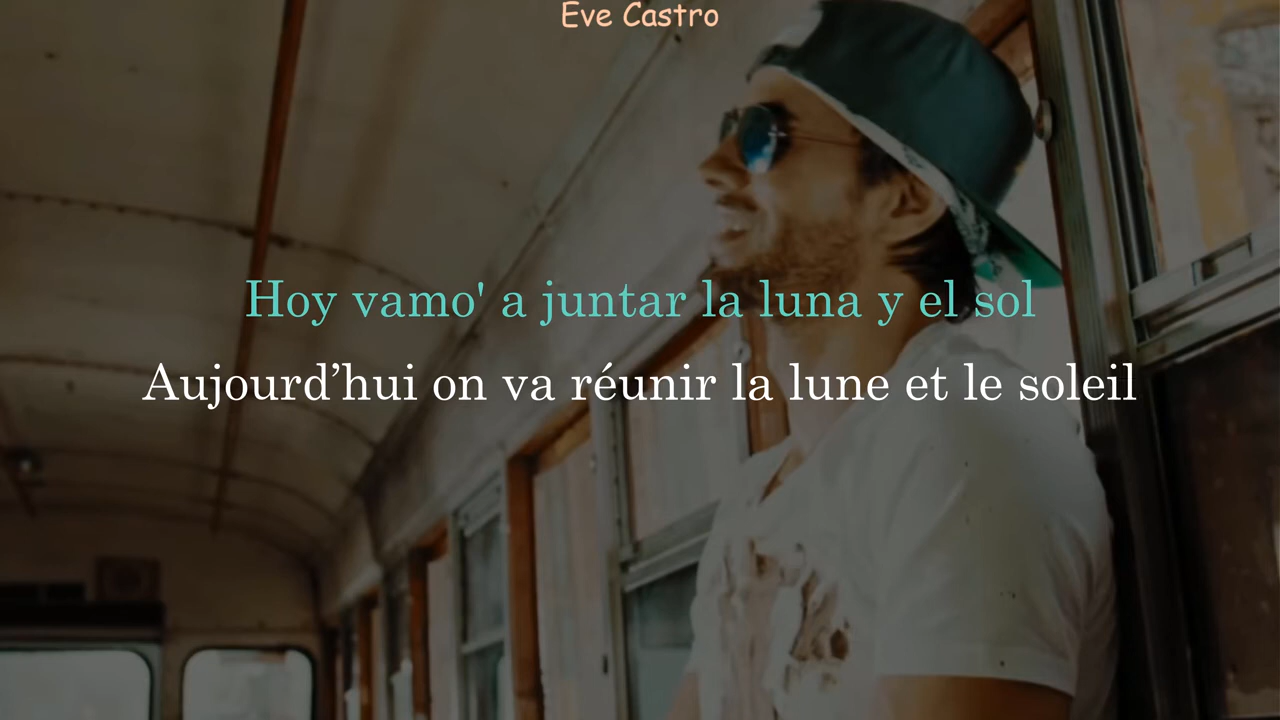 Eve Castro
Hoy vamo' a juntar la luna y el sol
Aujourd’hui on va réunir la lune et le soleil